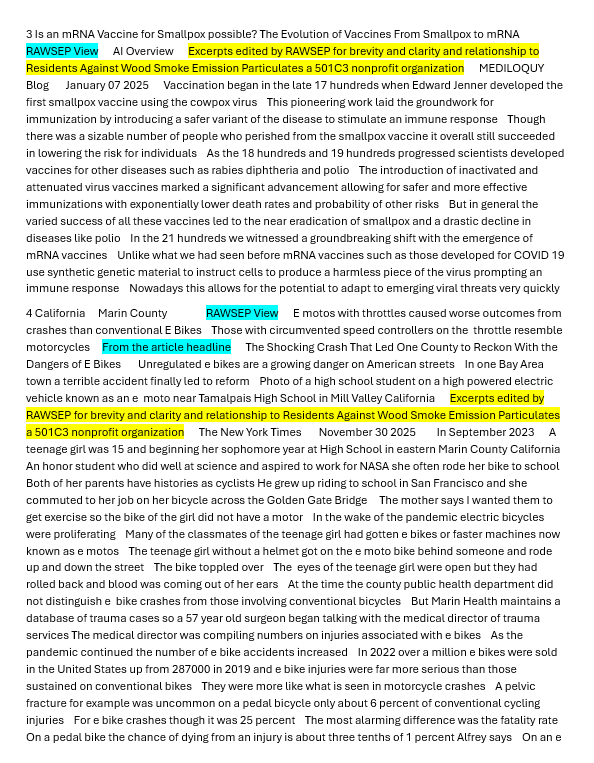 3 Is an mRNA Vaccine for Smallpox possible? The Evolution of Vaccines From Smallpox to mRNA
RAWSEP View AI Overview Excerpts edited by RAWSEP for brevity and clarity and relationship to
Residents Against Wood Smoke Emission Particulates a 501C3 nonprofit organization MEDILOQUY
Blog January 07 2025 Vaccination began in the late 17 hundreds when Edward Jenner developed the
first smallpox vaccine using the cowpox virus This pioneering work laid the groundwork for
immunization by introducing a safer variant of the disease to stimulate an immune response Though
there was a sizable number of people who perished from the smallpox vaccine it overall still succeeded
in lowering the risk for individuals As the 18 hundreds and 19 hundreds progressed scientists developed
vaccines for other diseases such as rabies diphtheria and polio The introduction of inactivated and
attenuated virus vaccines marked a significant advancement allowing for safer and more effective
immunizations with exponentially lower death rates and probability of other risks But in general the
varied success of all these vaccines led to the near eradication of smallpox and a drastic decline in
diseases like polio In the 21 hundreds we witnessed a groundbreaking shift with the emergence of
mRNA vaccines Unlike what we had seen before mRNA vaccines such as those developed for COVID 19
use synthetic genetic material to instruct cells to produce a harmless piece of the virus prompting an
immune response Nowadays this allows for the potential to adapt to emerging viral threats very quickly
4 California Marin County RAWSEP View E motos with throttles caused worse outcomes from
crashes than conventional E Bikes Those with circumvented speed controllers on the throttle resemble
motorcycles From the article headline The Shocking Crash That Led One County to Reckon With the
Dangers of E Bikes Unregulated e bikes are a growing danger on American streets In one Bay Area
town a terrible accident finally led to reform Photo of a high school student on a high powered electric
vehicle known as an e moto near Tamalpais High School in Mill Valley California Excerpts edited by
RAWSEP for brevity and clarity and relationship to Residents Against Wood Smoke Emission Particulates
a 501C3 nonprofit organization The New York Times November 30 2025 In September 2023 A
teenage girl was 15 and beginning her sophomore year at High School in eastern Marin County California
An honor student who did well at science and aspired to work for NASA she often rode her bike to school
Both of her parents have histories as cyclists He grew up riding to school in San Francisco and she
commuted to her job on her bicycle across the Golden Gate Bridge The mother says I wanted them to
get exercise so the bike of the girl did not have a motor In the wake of the pandemic electric bicycles
were proliferating Many of the classmates of the teenage girl had gotten e bikes or faster machines now
known as e motos The teenage girl without a helmet got on the e moto bike behind someone and rode
up and down the street The bike toppled over The eyes of the teenage girl were open but they had
rolled back and blood was coming out of her ears At the time the county public health department did
not distinguish e bike crashes from those involving conventional bicycles But Marin Health maintains a
database of trauma cases so a 57 year old surgeon began talking with the medical director of trauma
services The medical director was compiling numbers on injuries associated with e bikes As the
pandemic continued the number of e bike accidents increased In 2022 over a million e bikes were sold
in the United States up from 287000 in 2019 and e bike injuries were far more serious than those
sustained on conventional bikes They were more like what is seen in motorcycle crashes A pelvic
fracture for example was uncommon on a pedal bicycle only about 6 percent of conventional cycling
injuries For e bike crashes though it was 25 percent The most alarming difference was the fatality rate
On a pedal bike the chance of dying from an injury is about three tenths of 1 percent Alfrey says On an e